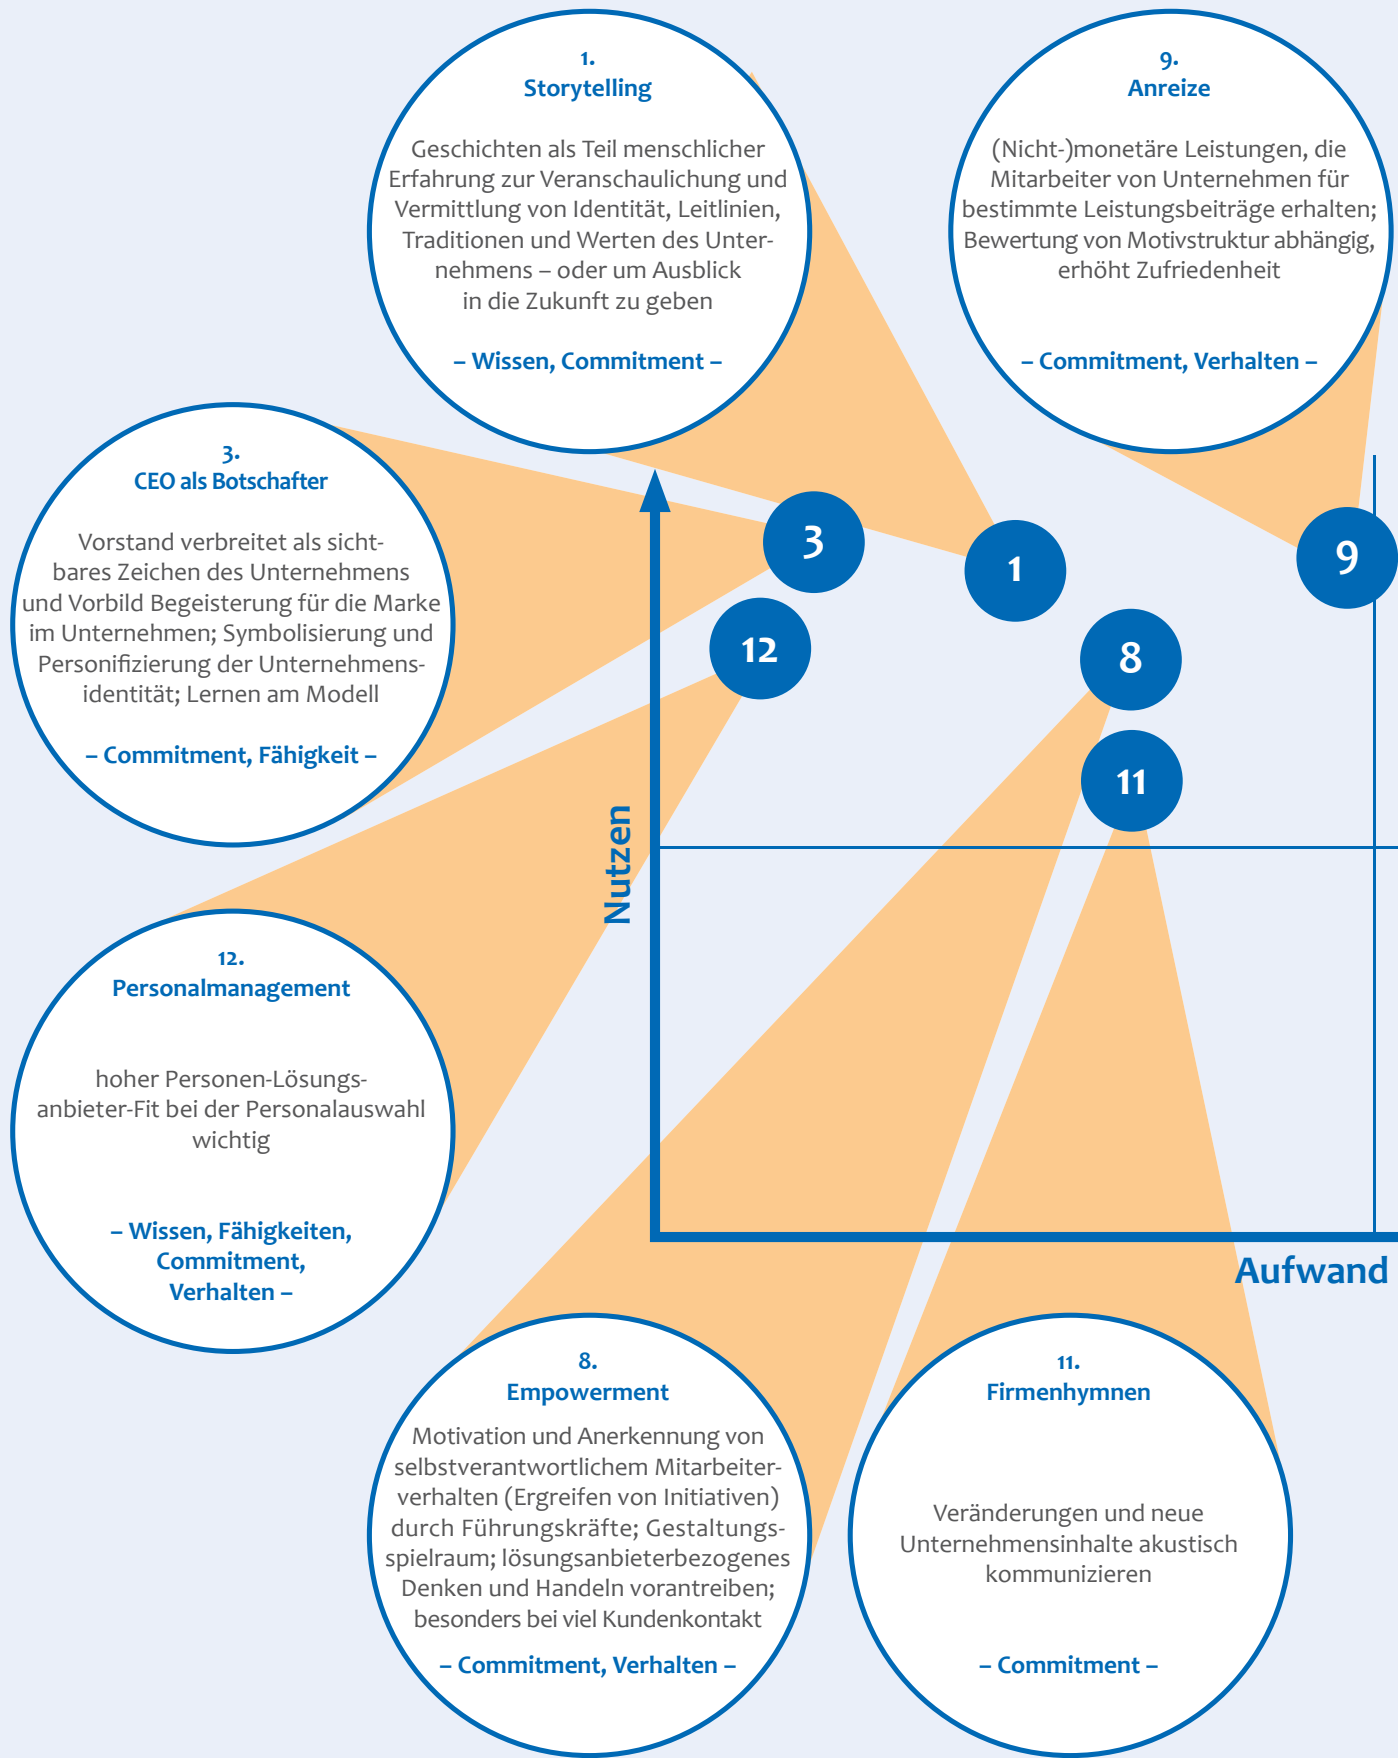 1.
Storytelling
Geschichten als Teil menschlicher
Erfahrung zur Veranschaulichung und
Vermittlung von Identität, Leitlinien,
Traditionen und Werten des Unter-
nehmens – oder um Ausblick
in die Zukunft zu geben
– Wissen, Commitment –
9.
Anreize
(Nicht-)monetäre Leistungen, die
Mitarbeiter von Unternehmen für
bestimmte Leistungsbeiträge erhalten;
Bewertung von Motivstruktur abhängig,
erhöht Zufriedenheit
– Commitment, Verhalten –
3.
CEO als Botschafter
Vorstand verbreitet als sicht-
bares Zeichen des Unternehmens
und Vorbild Begeisterung für die Marke
im Unternehmen; Symbolisierung und
Personifizierung der Unternehmens-
identität; Lernen am Modell
– Commitment, Fähigkeit –
3
1
9
12
8
11
Nutzen
Aufwand
12.
Personalmanagement
hoher Personen-Lösungs-
anbieter-Fit bei der Personalauswahl
wichtig
– Wissen, Fähigkeiten,
Commitment,
Verhalten –
8.
Empowerment
Motivation und Anerkennung von
selbstverantwortlichem Mitarbeiter-
verhalten (Ergreifen von Initiativen)
durch Führungskräfte; Gestaltungs-
spielraum; lösungsanbieterbezogenes
Denken und Handeln vorantreiben;
besonders bei viel Kundenkontakt
– Commitment, Verhalten –
11.
Firmenhymnen
Veränderungen und neue
Unternehmensinhalte akustisch
kommunizieren
– Commitment –